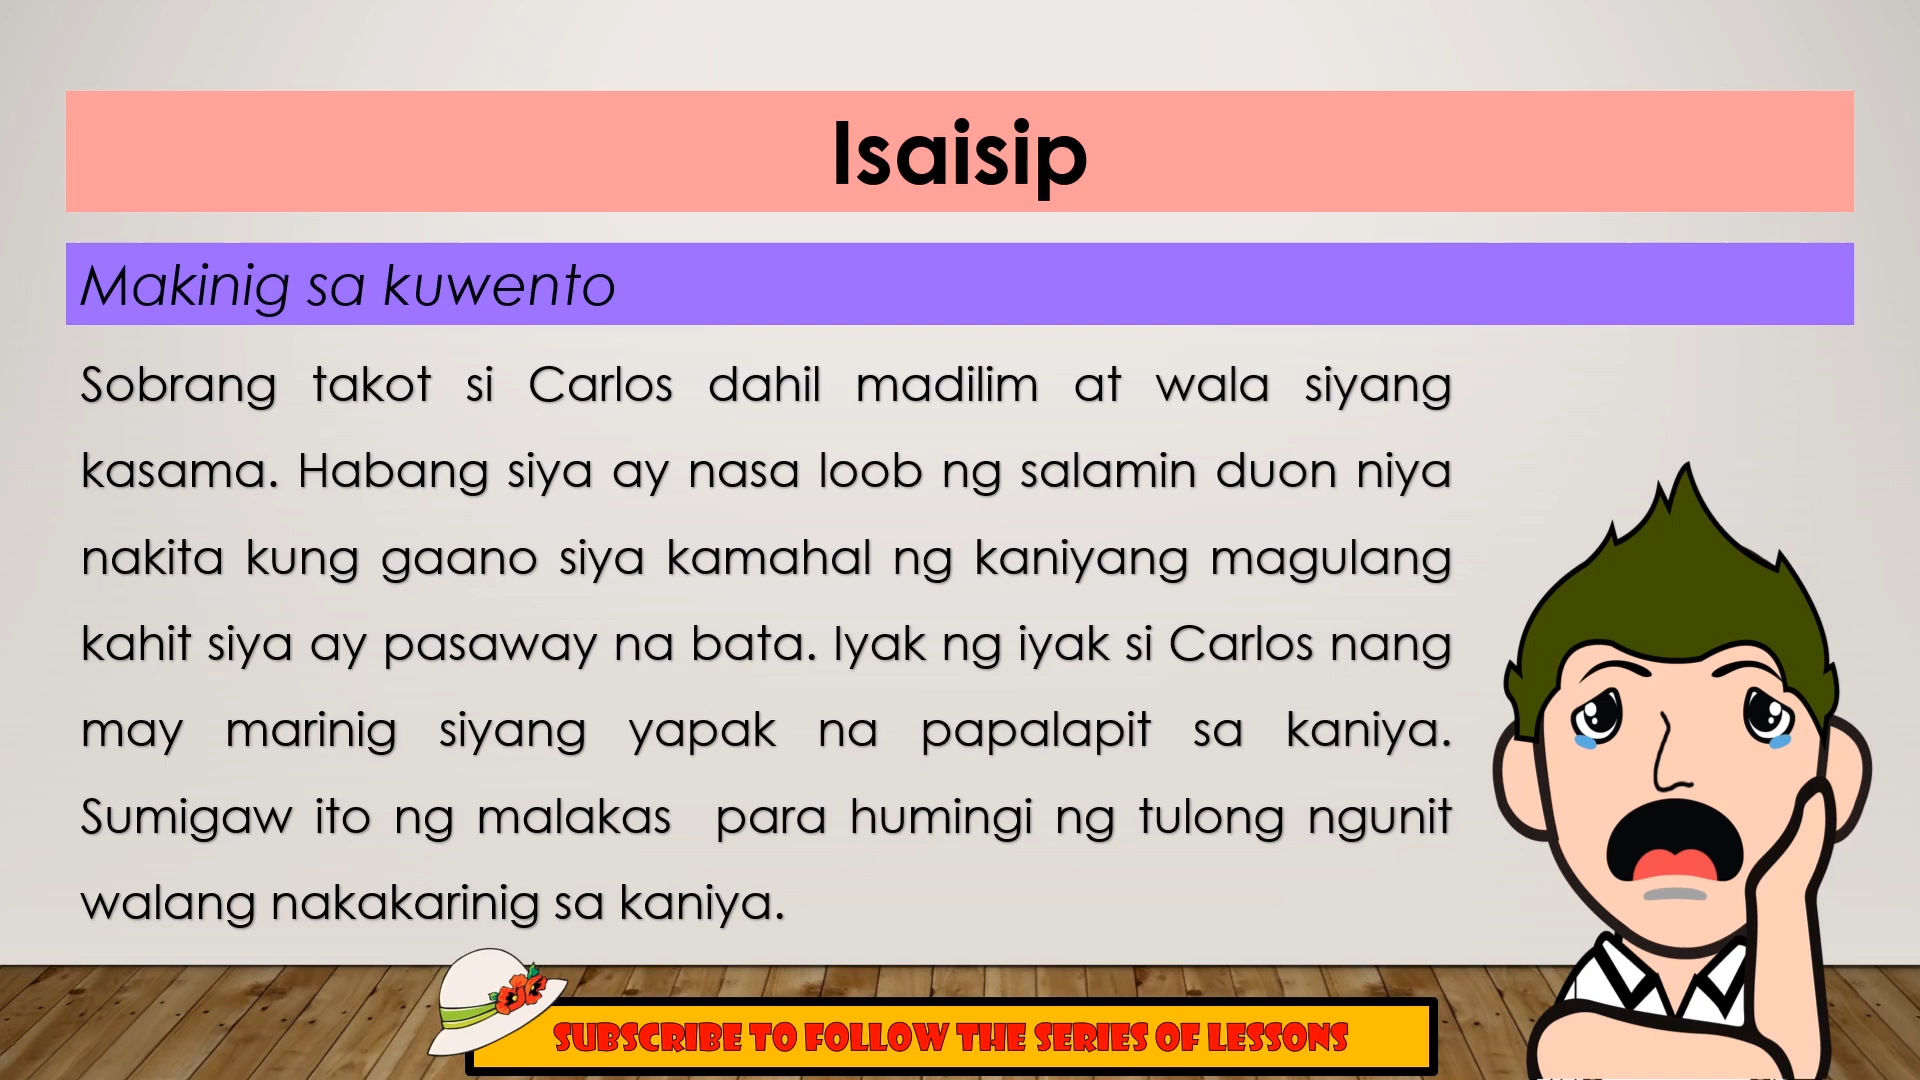 Isaisip
Makinig sa kuwento
Sobrang takot si Carlos dahil madilim at wala siyang
kasama. Habang siya ay nasa loob ng salamin duon niya
nakita kung gaano siya kamahal ng kaniyang magulang
kahit siya ay pasaway na bata. Iyak ng iyak si Carlos nang
may marinig siyang yapak na papalapit sa kaniya.
Sumigaw ito ng malakas  para humingi ng tulong ngunit
walang nakakarinig sa kaniya.
SUBSCRIBE TO FOLLOW THE SERIES OF LESSONS